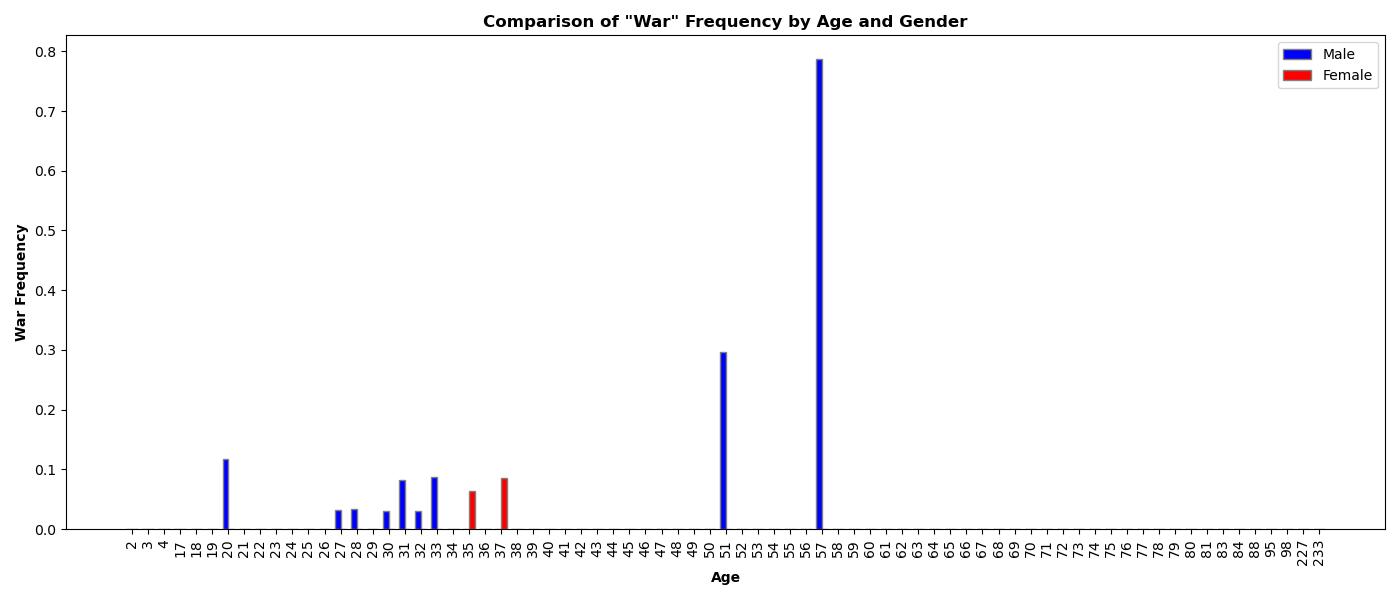 Comparison of "War" Frequency by Age and Gender
Male
Female
War Frequency
0.8
0.7
0.6
0.5
0.4
0.3
0.2
0.1
0.0
2 3 4 17 18 19 20 21 22 23 24 25 26 27 28 29 30 31 32 33 34 35 36 37 38 39 40 41 42 43 44 45 46 47 48 49 50 51 52 53 54 55 56 57 58 59 60 61 62 63 64 65 66 67 68 69 70 71 72 73 74 75 76 77 78 79 80 81 83 84 88 95 98 227 233
Age